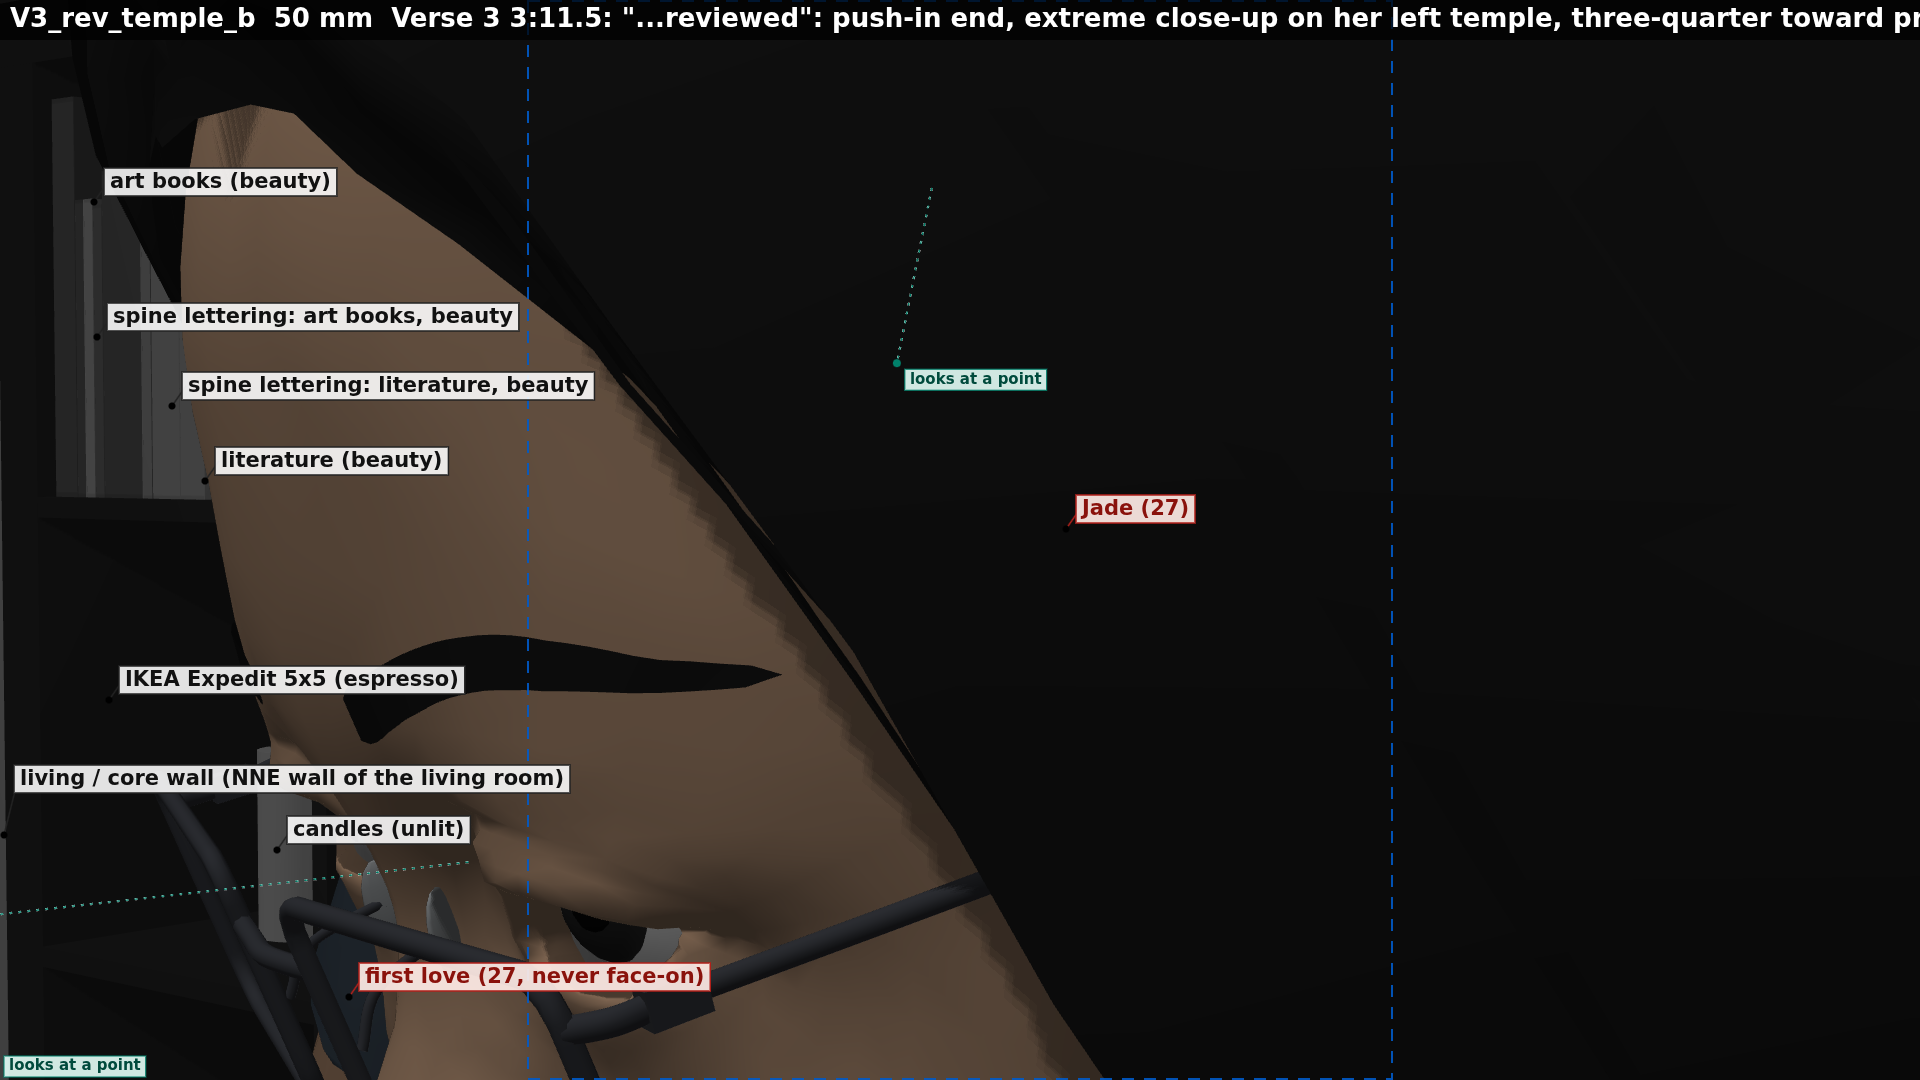 V3_rev_temple_b  50 mm  Verse 3 3:11.5: "...reviewed": push-in end, extreme close-up on her left temple, three-quarter toward pr
art books (beauty)
spine lettering: art books, beauty
looks at a point
spine lettering: literature, beauty
literature (beauty)
Jade (27)
IKEA Expedit 5x5 (espresso)
living / core wall (NNE wall of the living room)
candles (unlit)
first love (27, never face-on)
looks at a point